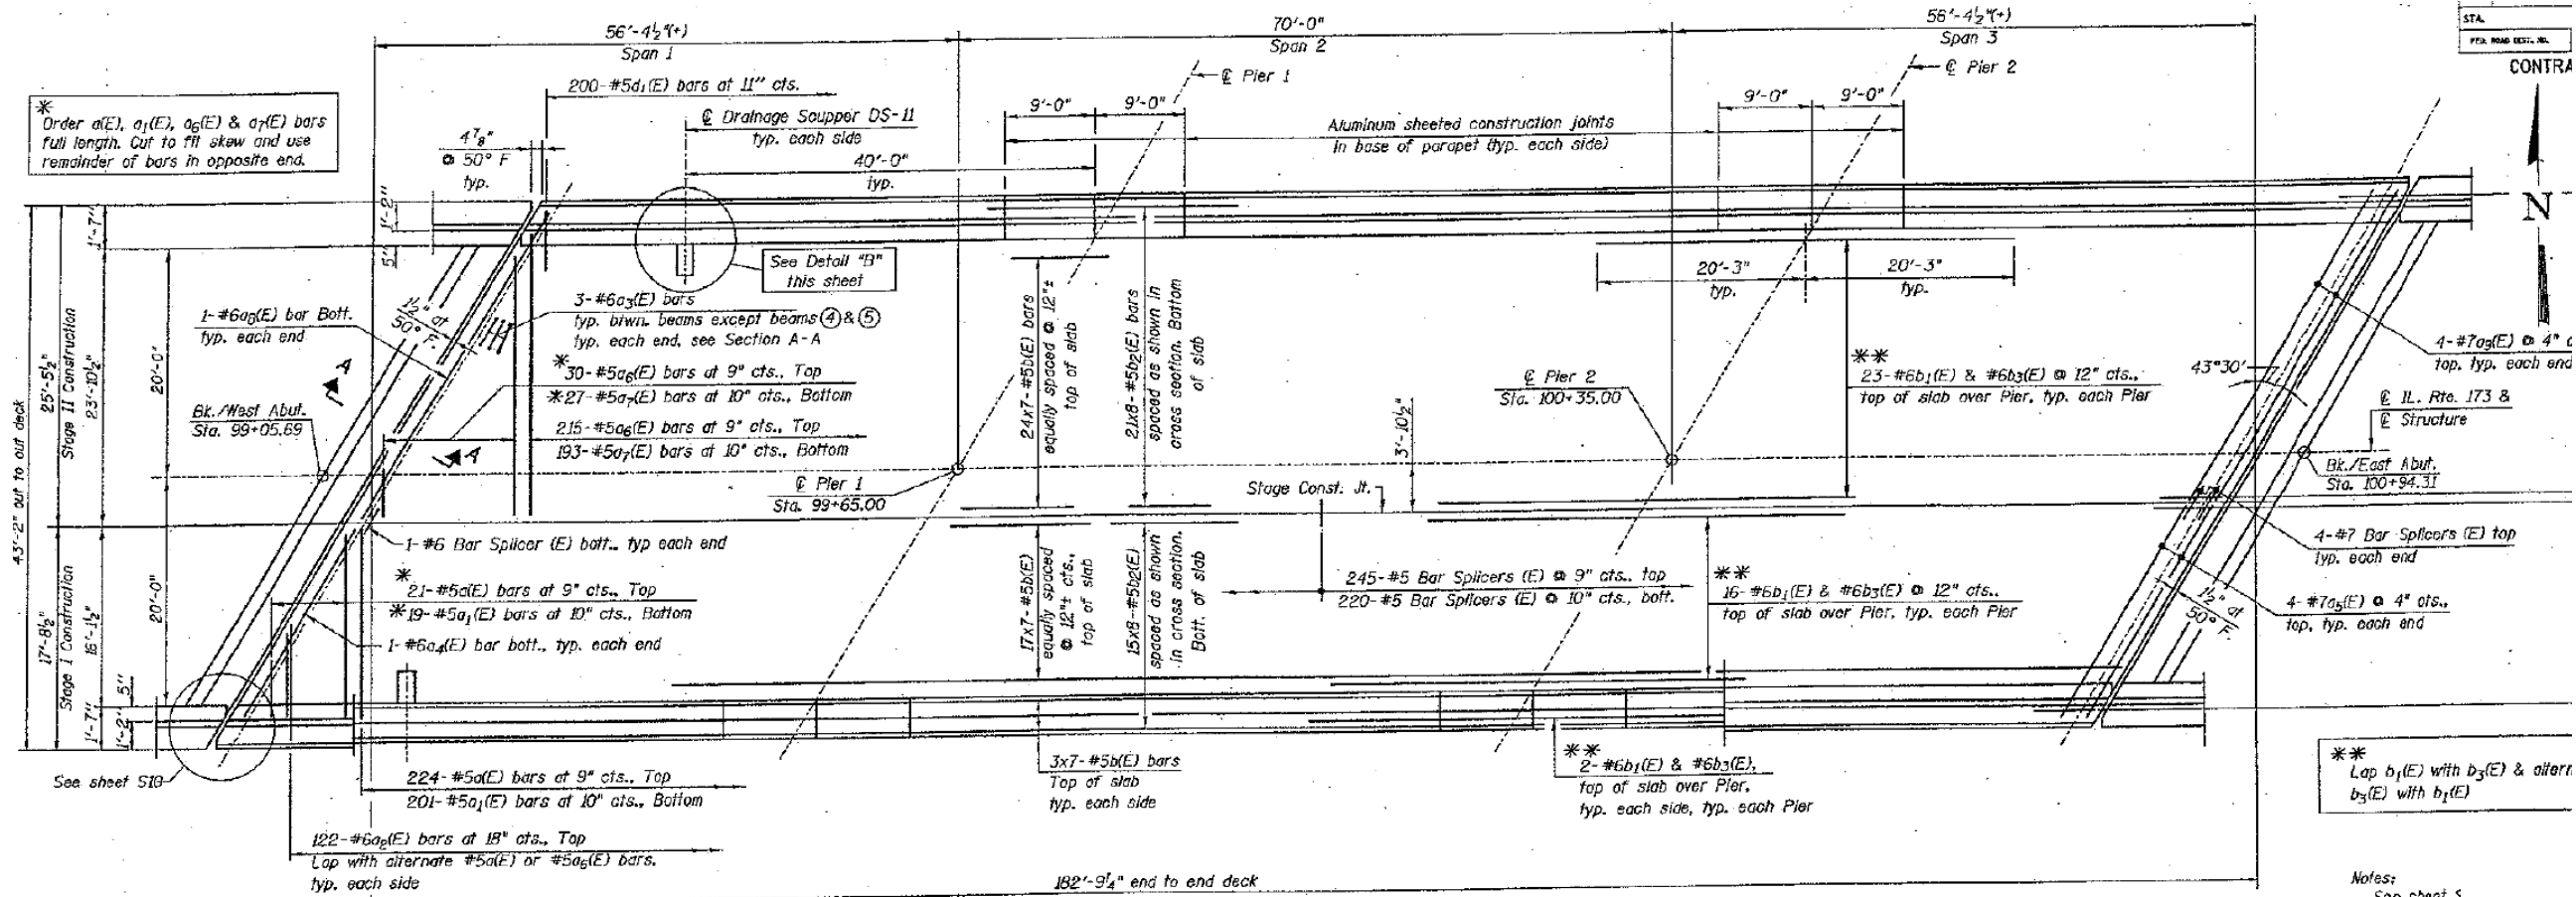 56'-4½"(+)
Span 1
70'-0"
Span 2
56'-4½"(+)
Span 3
STA.
FED. ROAD DIST. NO.
CONTRA
*
Order a(E), a1(E), a6(E) & a7(E) bars
full length. Cut to fit skew and use
remainder of bars in opposite end.
200-#5d1(E) bars at 11" cts.
℄ Drainage Scupper DS-11
typ. each side
4⅞"
@ 50° F
typ.
40'-0"
typ.
℄ Pier 1
9'-0"
9'-0"
Aluminum sheeted construction joints
in base of parapet (typ. each side)
℄ Pier 2
9'-0"
9'-0"
N
1'-7"
1'-2"
5"
See Detail "B"
this sheet
20'-3"
typ.
20'-3"
typ.
1-#6a8(E) bar Bott.
typ. each end
1½" at
50° F.
3-#6a3(E) bars
typ. btwn. beams except beams ④ & ⑤
typ. each end, see Section A-A
*30-#5a6(E) bars at 9" cts., Top
*27-#5a7(E) bars at 10" cts., Bottom
215-#5a6(E) bars at 9" cts., Top
193-#5a7(E) bars at 10" cts., Bottom
A
A
Bk./West Abut.
Sta. 99+05.69
43'-2" out to out deck
25'-5½"
Stage II Construction
23'-10½"
20'-0"
24x7-#5b(E) bars
equally spaced @ 12"±
top of slab
21x8-#5b2(E) bars
spaced as shown in
cross section. Bottom
of slab
℄ Pier 1
Sta. 99+65.00
℄ Pier 2
Sta. 100+35.00
3'-10½"
**
23-#6b1(E) & #6b3(E) @ 12" cts.,
top of slab over Pier, typ. each Pier
43°30'
4-#7a9(E) @ 4" c
top, typ. each end
℄ IL. Rte. 173 &
℄ Structure
Bk./East Abut.
Sta. 100+94.31
Stage Const. Jt.
1-#6 Bar Splicer (E) bott., typ each end
*
21-#5a(E) bars at 9" cts., Top
*19-#5a1(E) bars at 10" cts., Bottom
1-#6a4(E) bar bott., typ. each end
17'-8½"
Stage I Construction
16'-1½"
20'-0"
5"
1'-7"
1'-2"
17x7-#5b(E)
equally spaced
@ 12"± cts.,
top of slab
15x8-#5b2(E)
spaced as shown
in cross section.
Bott. of slab
245-#5 Bar Splicers (E) @ 9" cts., top
220-#5 Bar Splicers (E) @ 10" cts., bott.
**
16-#6b1(E) & #6b3(E) @ 12" cts..
top of slab over Pier, typ. each Pier
4-#7 Bar Splicers (E) top
typ. each end
4-#7a5(E) @ 4" cts.,
top, typ. each end
1½" at
50° F.
See sheet S10
224-#5a(E) bars at 9" cts., Top
201-#5a1(E) bars at 10" cts., Bottom
3x7-#5b(E) bars
Top of slab
typ. each side
**
2-#6b1(E) & #6b3(E),
top of slab over Pier,
typ. each side, typ. each Pier
**
Lap b1(E) with b3(E) & altern
b3(E) with b1(E)
122-#6a2(E) bars at 18" cts., Top
Lap with alternate #5a(E) or #5a6(E) bars.
typ. each side
182'-9¼" end to end deck
Notes:
See sheet S